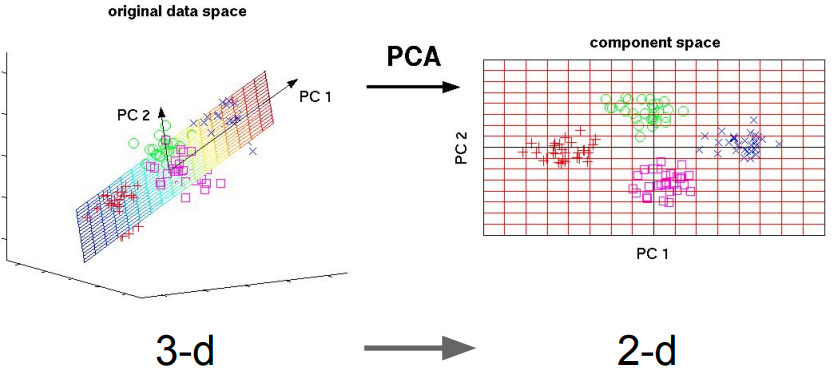 original data space
PC 1
PC 2
PCA
component space
PC 2
PC 1
3-d
2-d